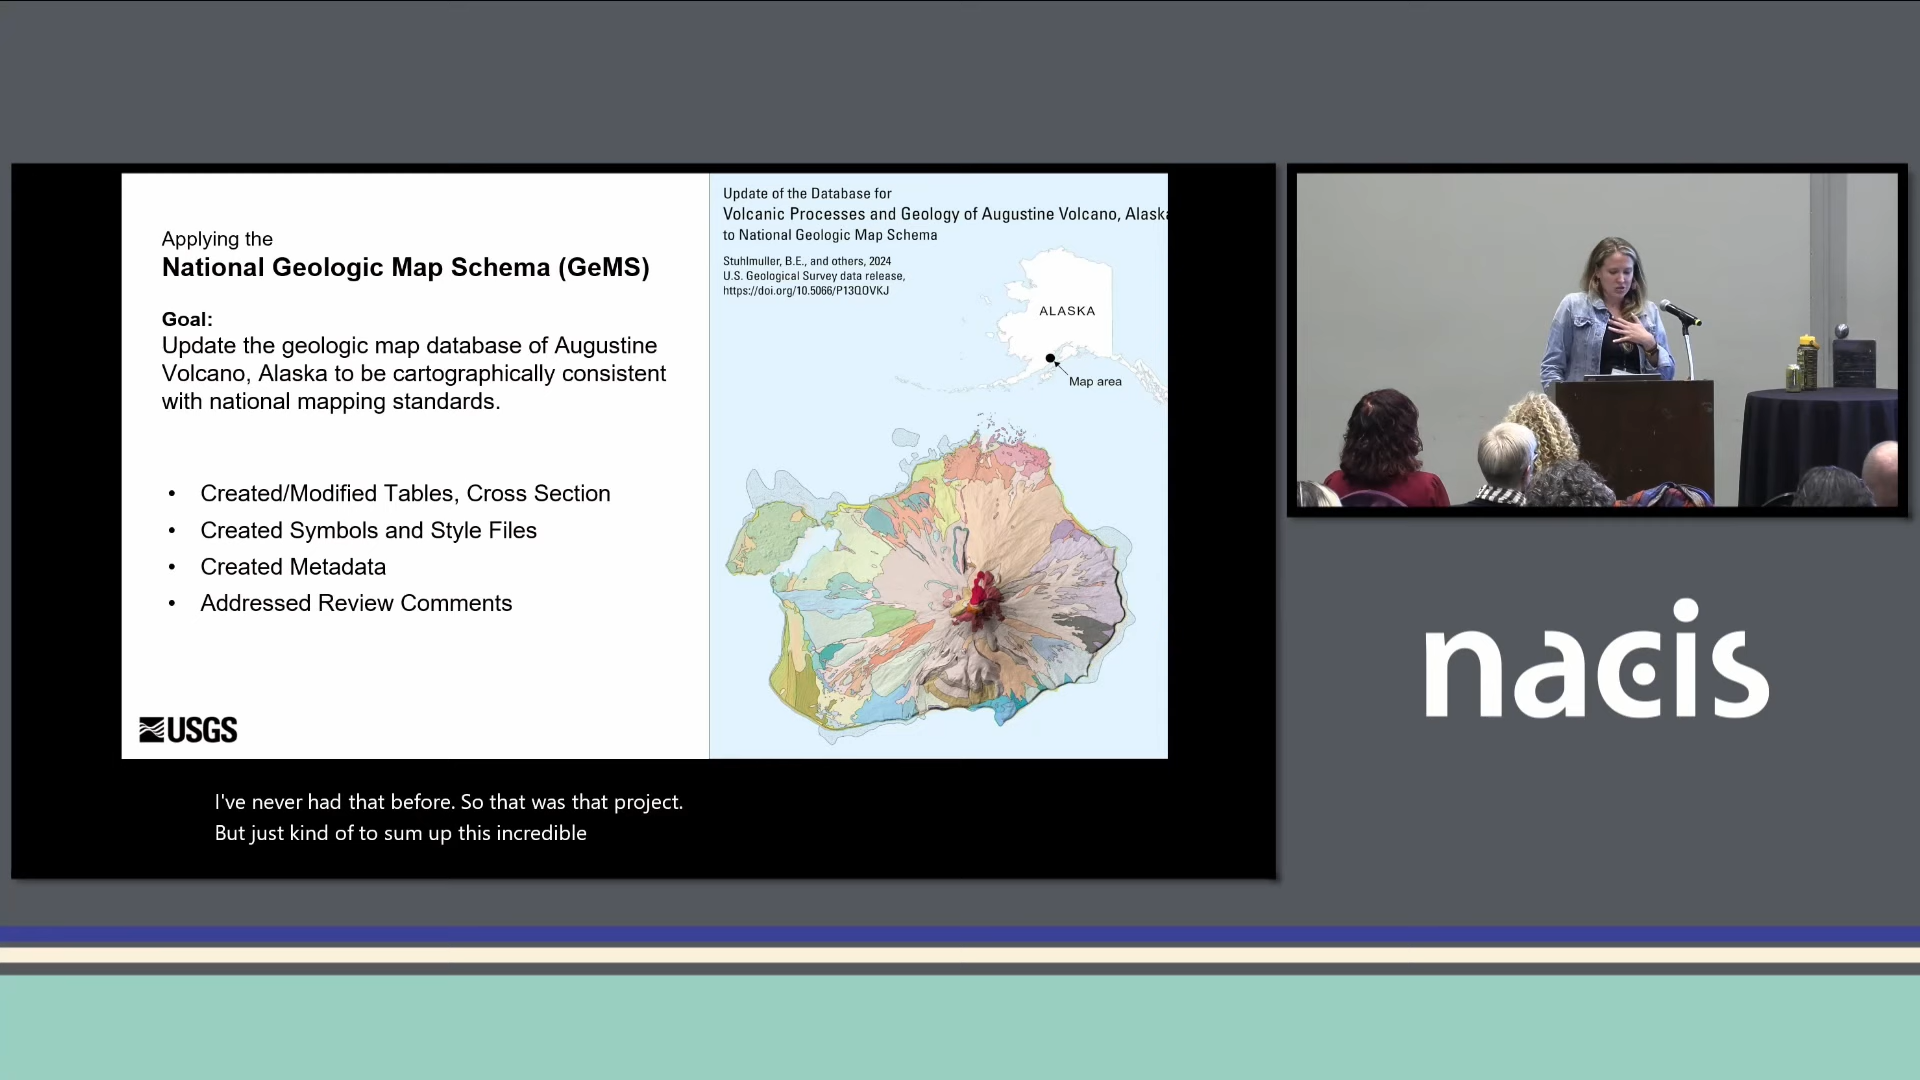 Applying the
National Geologic Map Schema (GeMS)
Goal:
Update the geologic map database of Augustine
Volcano, Alaska to be cartographically consistent
with national mapping standards.
• Created/Modified Tables, Cross Section
• Created Symbols and Style Files
• Created Metadata
• Addressed Review Comments
USGS
Update of the Database for
Volcanic Processes and Geology of Augustine Volcano, Alaska
to National Geologic Map Schema
Stuhlmuller, B.E., and others, 2024
U.S. Geological Survey data release,
https://doi.org/10.5066/P13QOVKJ
ALASKA
Map area
I've never had that before. So that was that project.
But just kind of to sum up this incredible
nacis